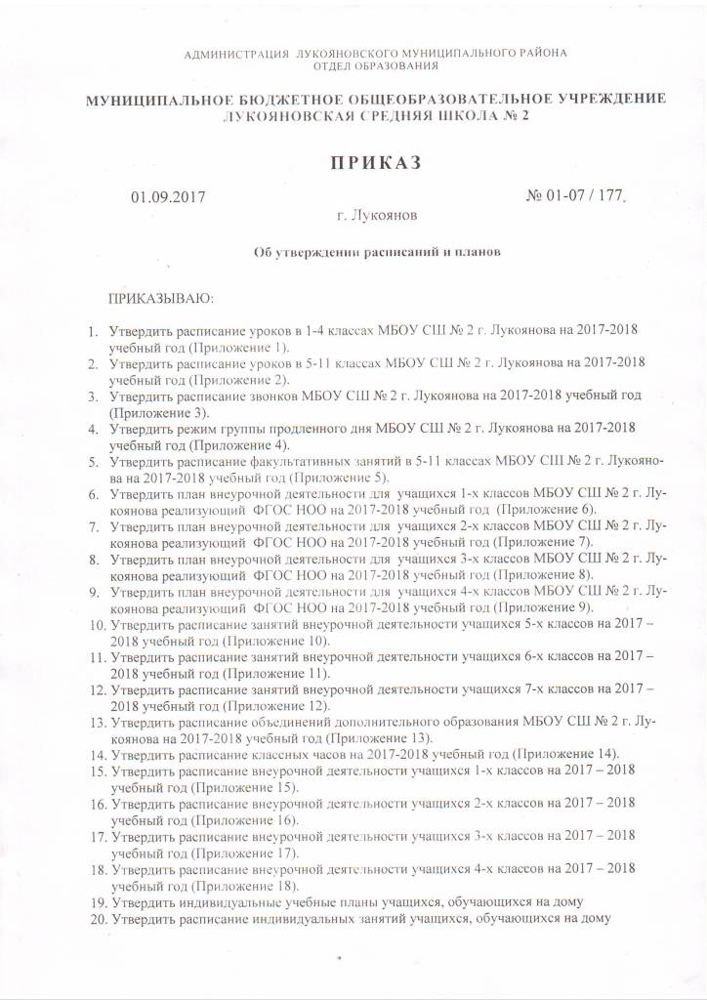 АДМИНИСТРАЦИЯ ЛУКОЯНОВСКОГО МУНИЦИПАЛЬНОГО РАЙОНА
ОТДЕЛ ОБРАЗОВАНИЯ
МУНИЦИПАЛЬНОЕ БЮДЖЕТНОЕ ОБЩЕОБРАЗОВАТЕЛЬНОЕ УЧРЕЖДЕНИЕ
ЛУКОЯНОВСКАЯ СРЕДНЯЯ ШКОЛА № 2
ПРИКАЗ
01.09.2017 № 01-07 / 177
г. Лукоянов
Об утверждении расписаний и планов
ПРИКАЗЫВАЮ:
1. Утвердить расписание уроков в 1-4 классах МБОУ СШ № 2 г. Лукоянова на 2017-2018
учебный год (Приложение 1).
2. Утвердить расписание уроков в 5-11 классах МБОУ СШ № 2 г. Лукоянова на 2017-2018
учебный год (Приложение 2).
3. Утвердить расписание звонков МБОУ СШ № 2 г. Лукоянова на 2017-2018 учебный год
(Приложение 3).
4. Утвердить режим группы продленного дня МБОУ СШ № 2 г. Лукоянова на 2017-2018
учебный год (Приложение 4).
5. Утвердить расписание факультативных занятий в 5-11 классах МБОУ СШ № 2 г. Лукояно-
ва на 2017-2018 учебный год (Приложение 5).
6. Утвердить план внеурочной деятельности для учащихся 1-х классов МБОУ СШ № 2 г. Лу-
коянова реализующий ФГОС НОО на 2017-2018 учебный год (Приложение 6).
7. Утвердить план внеурочной деятельности для учащихся 2-х классов МБОУ СШ № 2 г. Лу-
коянова реализующий ФГОС НОО на 2017-2018 учебный год (Приложение 7).
8. Утвердить план внеурочной деятельности для учащихся 3-х классов МБОУ СШ № 2 г. Лу-
коянова реализующий ФГОС НОО на 2017-2018 учебный год (Приложение 8).
9. Утвердить план внеурочной деятельности для учащихся 4-х классов МБОУ СШ № 2 г. Лу-
коянова реализующий ФГОС НОО на 2017-2018 учебный год (Приложение 9).
10. Утвердить расписание занятий внеурочной деятельности учащихся 5-х классов на 2017 –
2018 учебный год (Приложение 10).
11. Утвердить расписание занятий внеурочной деятельности учащихся 6-х классов на 2017 –
2018 учебный год (Приложение 11).
12. Утвердить расписание занятий внеурочной деятельности учащихся 7-х классов на 2017 –
2018 учебный год (Приложение 12).
13. Утвердить расписание объединений дополнительного образования МБОУ СШ № 2 г. Лу-
коянова на 2017-2018 учебный год (Приложение 13).
14. Утвердить расписание классных часов на 2017-2018 учебный год (Приложение 14).
15. Утвердить расписание внеурочной деятельности учащихся 1-х классов на 2017 – 2018
учебный год (Приложение 15).
16. Утвердить расписание внеурочной деятельности учащихся 2-х классов на 2017 – 2018
учебный год (Приложение 16).
17. Утвердить расписание внеурочной деятельности учащихся 3-х классов на 2017 – 2018
учебный год (Приложение 17).
18. Утвердить расписание внеурочной деятельности учащихся 4-х классов на 2017 – 2018
учебный год (Приложение 18).
19. Утвердить индивидуальные учебные планы учащихся, обучающихся на дому
20. Утвердить расписание индивидуальных занятий учащихся, обучающихся на дому